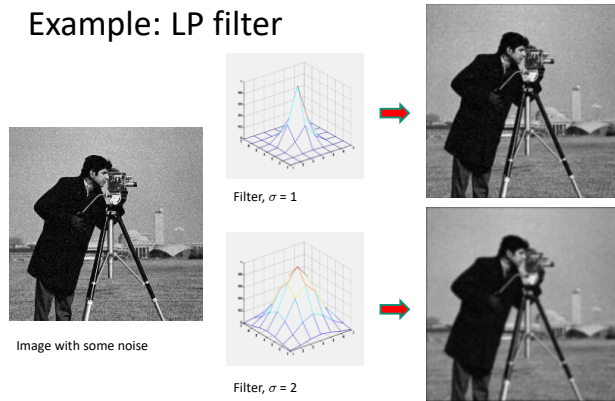 Example: LP filter
Filter, σ = 1
Image with some noise
Filter, σ = 2